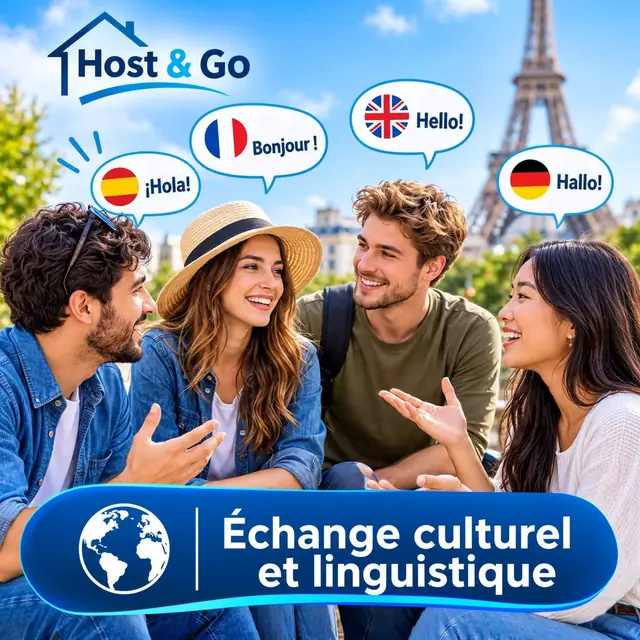 Host & Go
¡Hola!
Bonjour !
Hello!
Hallo!
Échange culturel
et linguistique